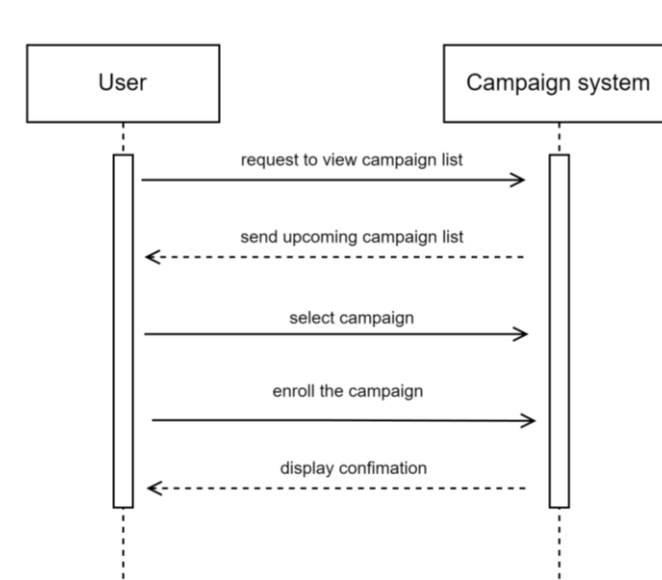 User
Campaign system
request to view campaign list
send upcoming campaign list
select campaign
enroll the campaign
display confimation